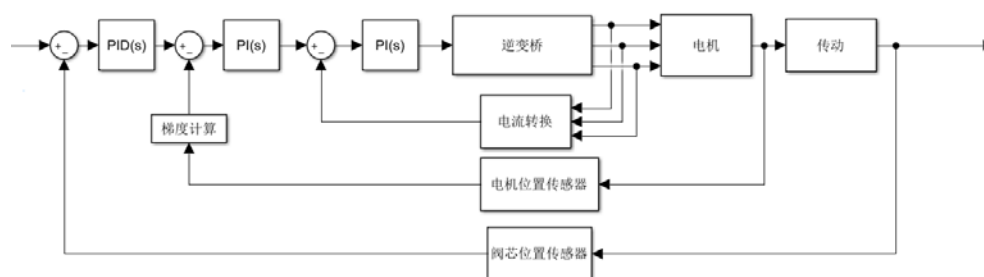 PID(s)
PI(s)
PI(s)
逆变桥
电机
传动
电流转换
梯度计算
电机位置传感器
阀芯位置传感器